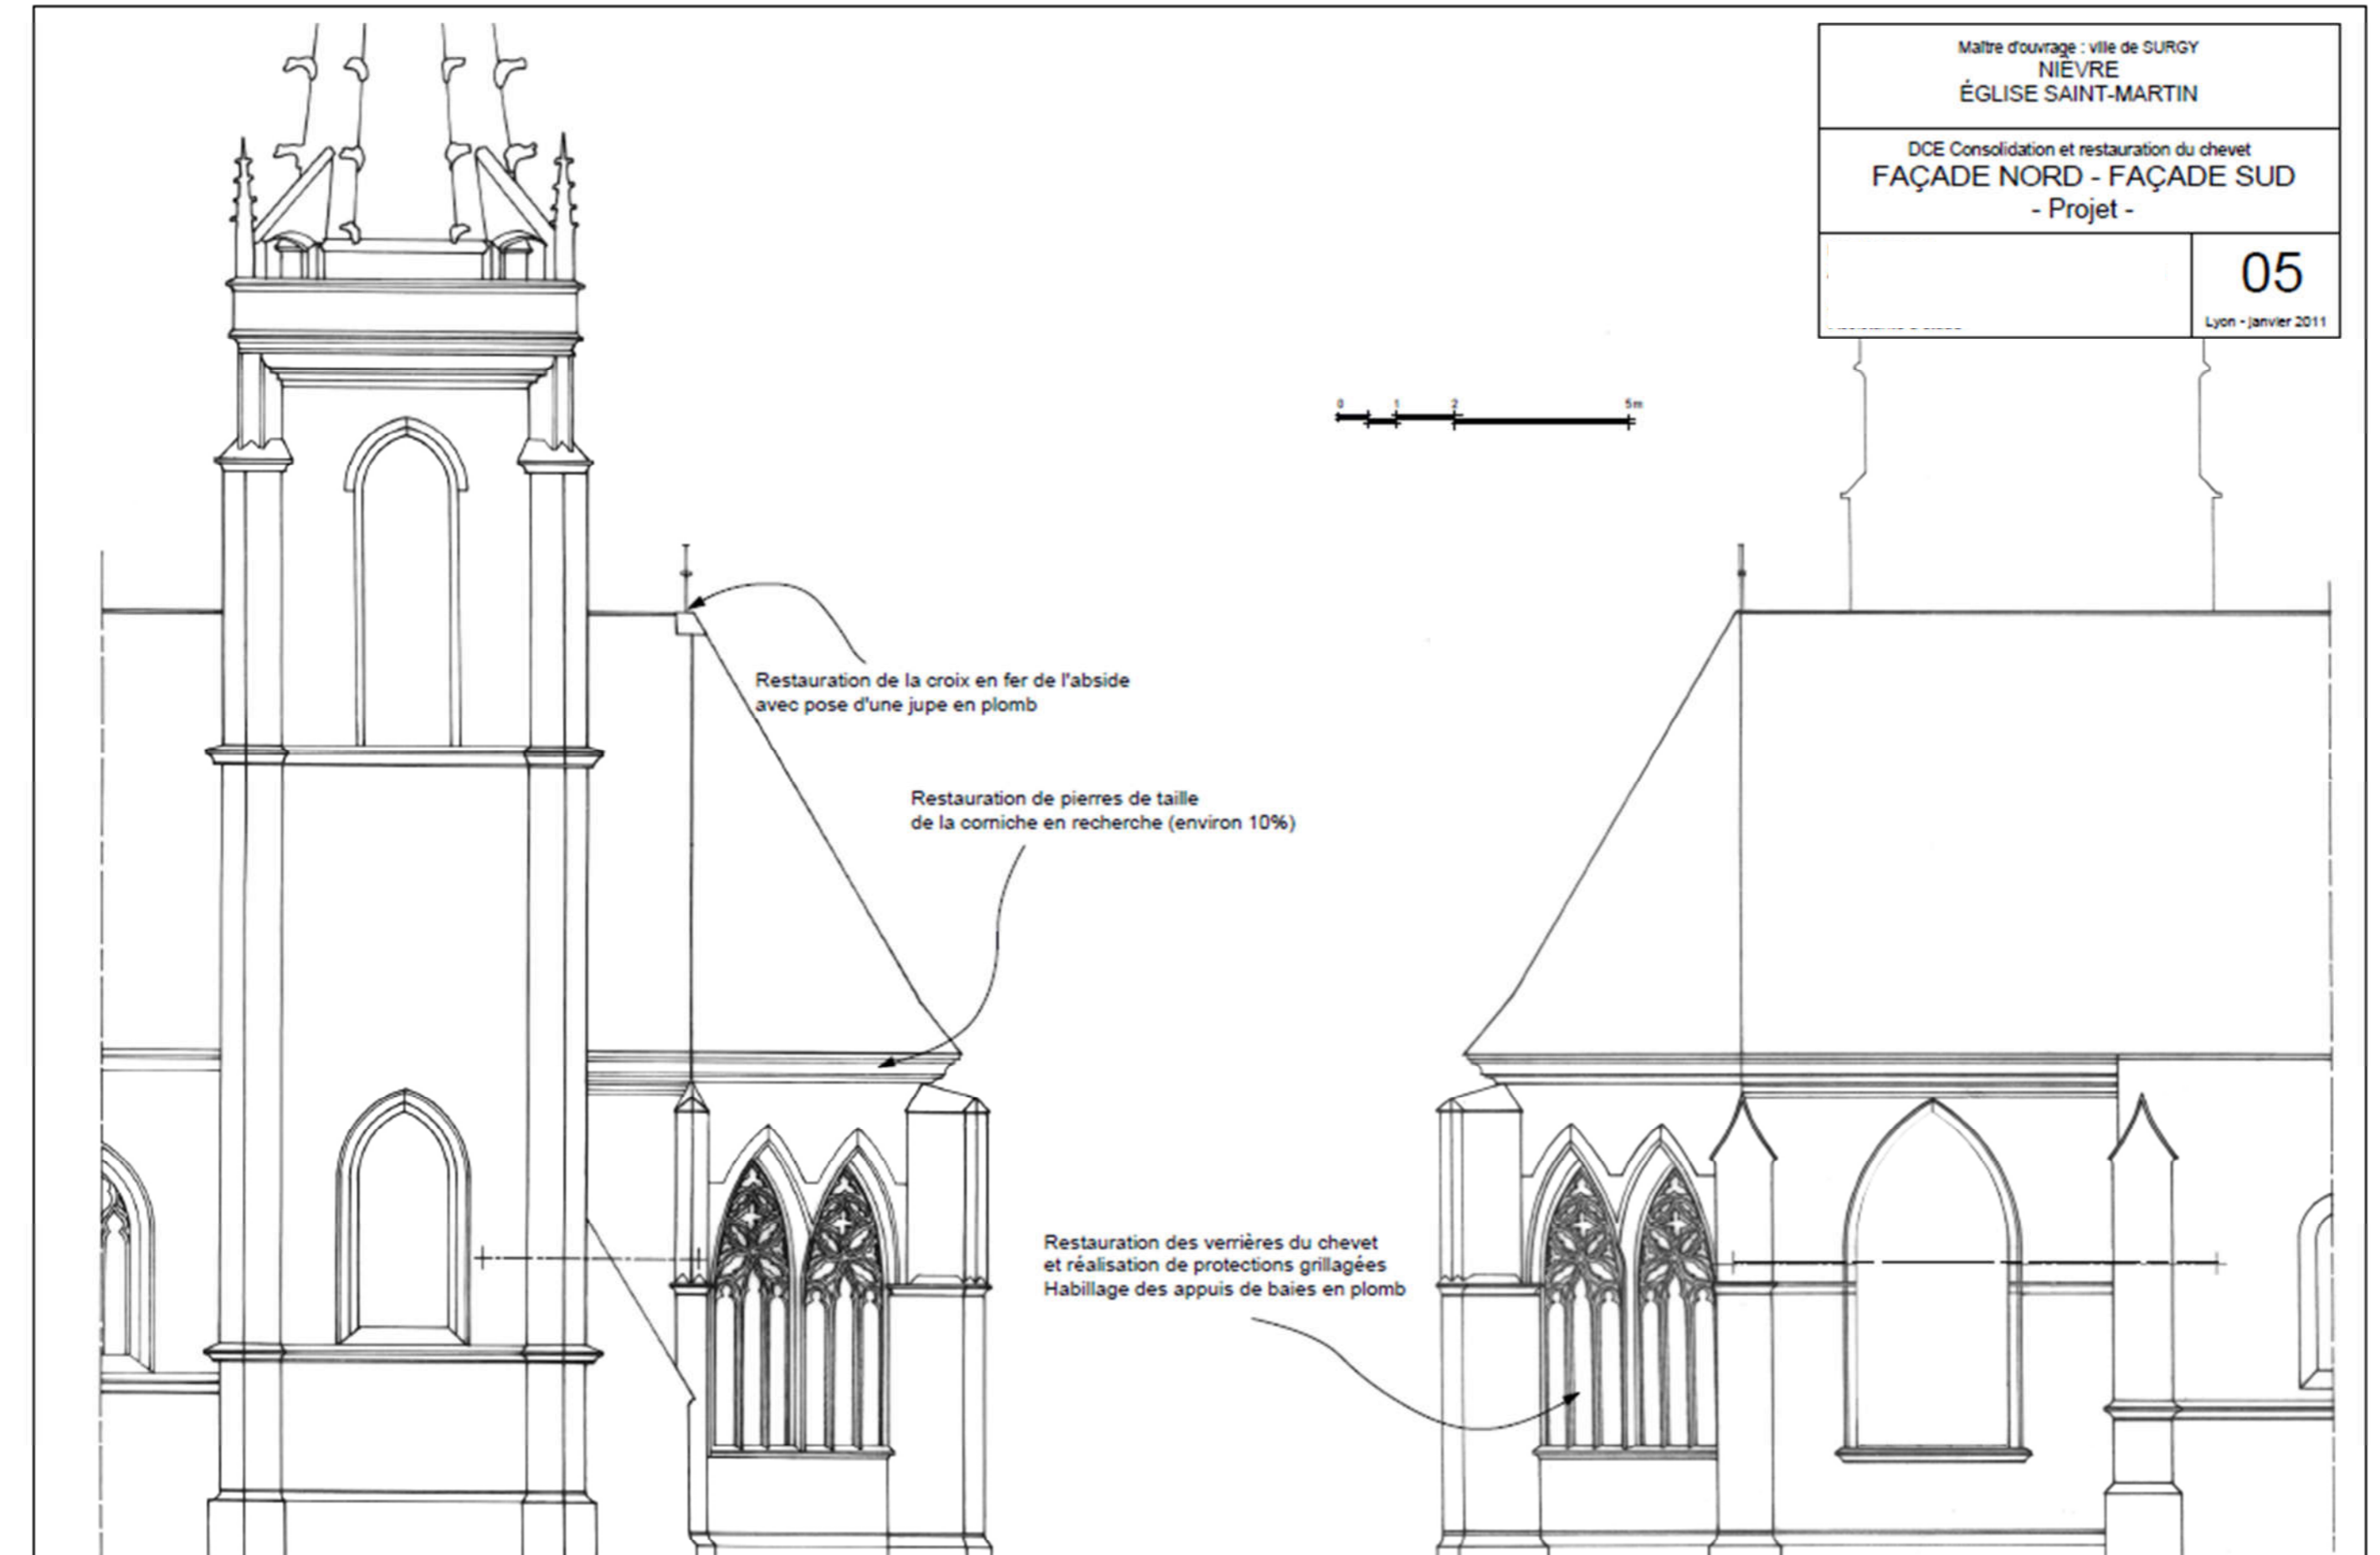 Maître d'ouvrage : ville de SURGY
NIÈVRE
ÉGLISE SAINT-MARTIN
DCE Consolidation et restauration du chevet
FAÇADE NORD - FAÇADE SUD
- Projet -
05
Lyon - janvier 2011
0 1 2 5m
Restauration de la croix en fer de l'abside
avec pose d'une jupe en plomb
Restauration de pierres de taille
de la corniche en recherche (environ 10%)
Restauration des verrières du chevet
et réalisation de protections grillagées
Habillage des appuis de baies en plomb